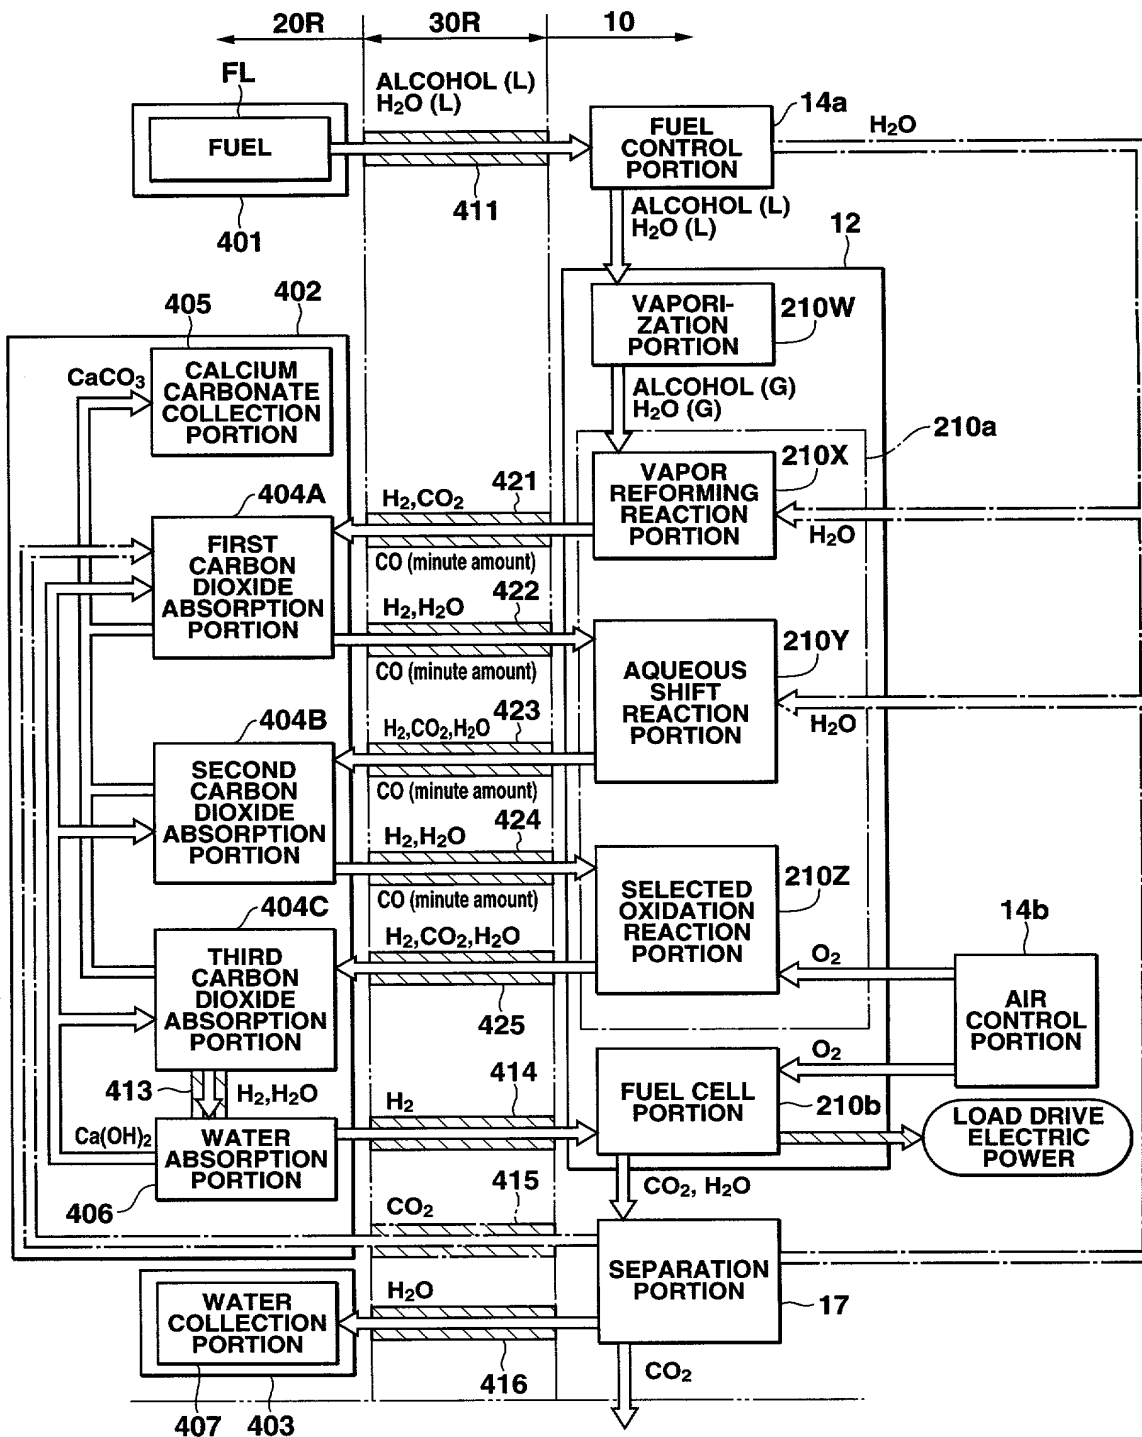 20R
30R
10
FL
ALCOHOL (L)
H2O (L)
14a
FUEL
FUEL
CONTROL
PORTION
H2O
401
411
ALCOHOL (L)
H2O (L)
12
405
402
VAPORI-
ZATION
PORTION
210W
CaCO3
CALCIUM
CARBONATE
COLLECTION
PORTION
ALCOHOL (G)
H2O (G)
210a
404A
H2,CO2
421
VAPOR
REFORMING
REACTION
PORTION
210X
FIRST
CARBON
DIOXIDE
ABSORPTION
PORTION
CO (minute amount)
H2O
H2,H2O
422
CO (minute amount)
AQUEOUS
SHIFT
REACTION
PORTION
210Y
H2O
404B
H2,CO2,H2O
423
SECOND
CARBON
DIOXIDE
ABSORPTION
PORTION
CO (minute amount)
H2,H2O
424
CO (minute amount)
SELECTED
OXIDATION
REACTION
PORTION
210Z
404C
H2,CO2,H2O
14b
THIRD
CARBON
DIOXIDE
ABSORPTION
PORTION
O2
425
AIR
CONTROL
PORTION
O2
413
H2,H2O
H2
414
FUEL CELL
PORTION
210b
Ca(OH)2
WATER
ABSORPTION
PORTION
LOAD DRIVE
ELECTRIC
POWER
406
CO2
415
CO2, H2O
SEPARATION
PORTION
WATER
COLLECTION
PORTION
H2O
17
416
CO2
407
403